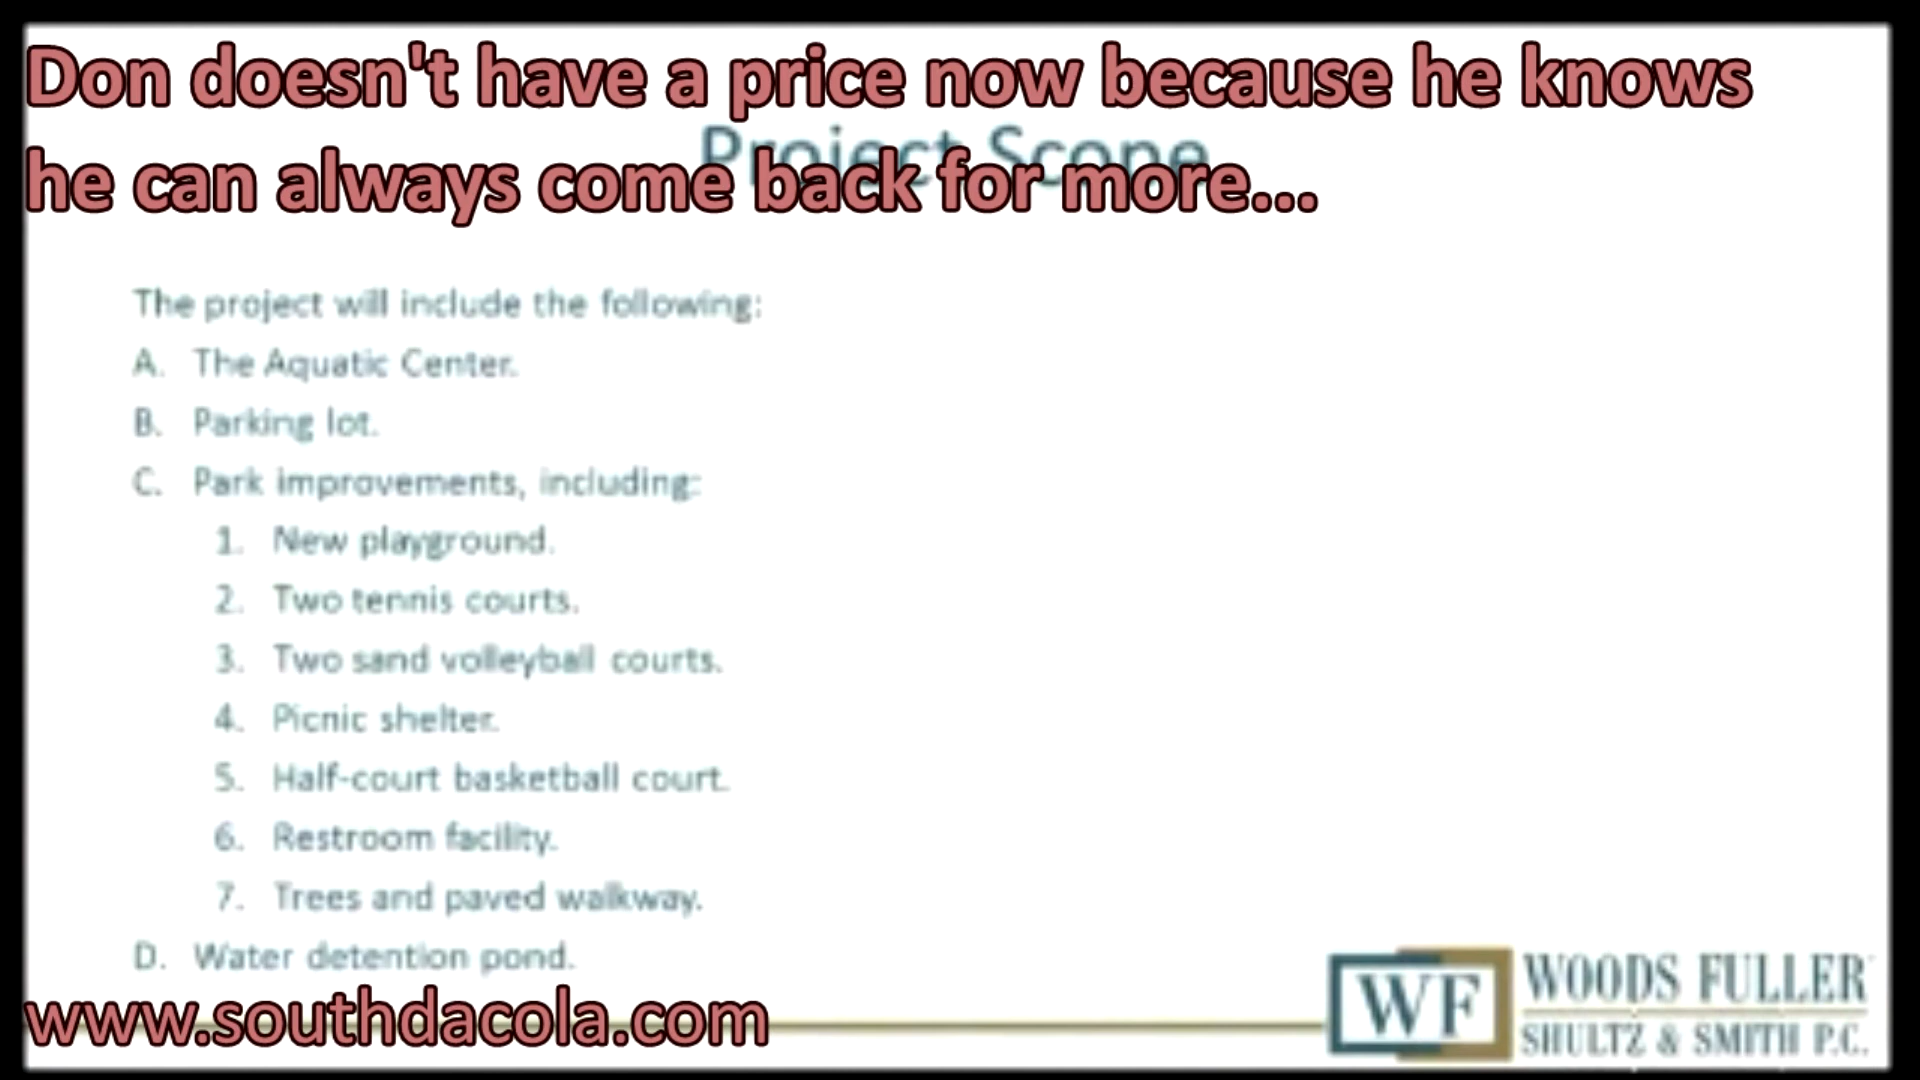 Don doesn't have a price now because he knows
he can always come back for more...
Project Scope
The project will include the following:
A. The Aquatic Center.
B. Parking lot.
C. Park improvements, including:
1. New playground.
2. Two tennis courts.
3. Two sand volleyball courts.
4. Picnic shelter.
5. Half-court basketball court.
6. Restroom facility.
7. Trees and paved walkway.
D. Water detention pond.
www.southdacola.com
WF
WOODS FULLER
SHULTZ & SMITH P.C.